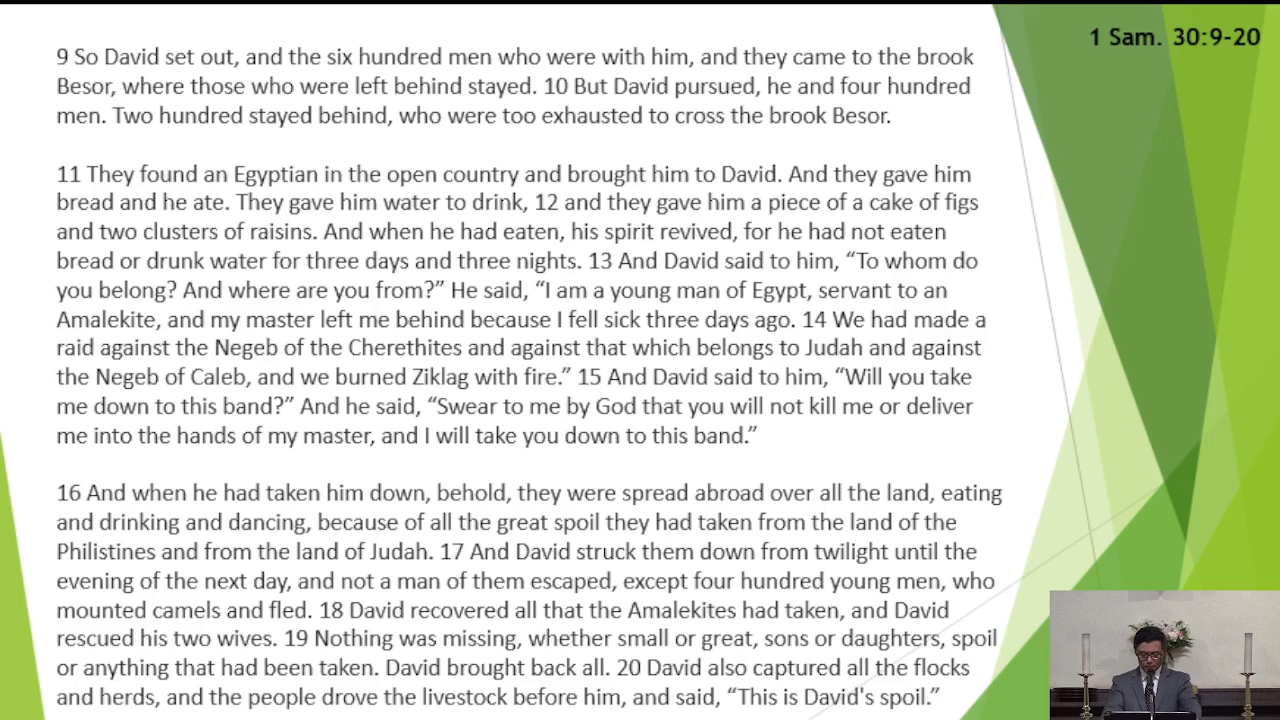 1 Sam. 30:9-20
9 So David set out, and the six hundred men who were with him, and they came to the brook
Besor, where those who were left behind stayed. 10 But David pursued, he and four hundred
men. Two hundred stayed behind, who were too exhausted to cross the brook Besor.
11 They found an Egyptian in the open country and brought him to David. And they gave him
bread and he ate. They gave him water to drink, 12 and they gave him a piece of a cake of figs
and two clusters of raisins. And when he had eaten, his spirit revived, for he had not eaten
bread or drunk water for three days and three nights. 13 And David said to him, “To whom do
you belong? And where are you from?” He said, “I am a young man of Egypt, servant to an
Amalekite, and my master left me behind because I fell sick three days ago. 14 We had made a
raid against the Negeb of the Cherethites and against that which belongs to Judah and against
the Negeb of Caleb, and we burned Ziklag with fire.” 15 And David said to him, “Will you take
me down to this band?” And he said, “Swear to me by God that you will not kill me or deliver
me into the hands of my master, and I will take you down to this band.”
16 And when he had taken him down, behold, they were spread abroad over all the land, eating
and drinking and dancing, because of all the great spoil they had taken from the land of the
Philistines and from the land of Judah. 17 And David struck them down from twilight until the
evening of the next day, and not a man of them escaped, except four hundred young men, who
mounted camels and fled. 18 David recovered all that the Amalekites had taken, and David
rescued his two wives. 19 Nothing was missing, whether small or great, sons or daughters, spoil
or anything that had been taken. David brought back all. 20 David also captured all the flocks
and herds, and the people drove the livestock before him, and said, “This is David's spoil.”